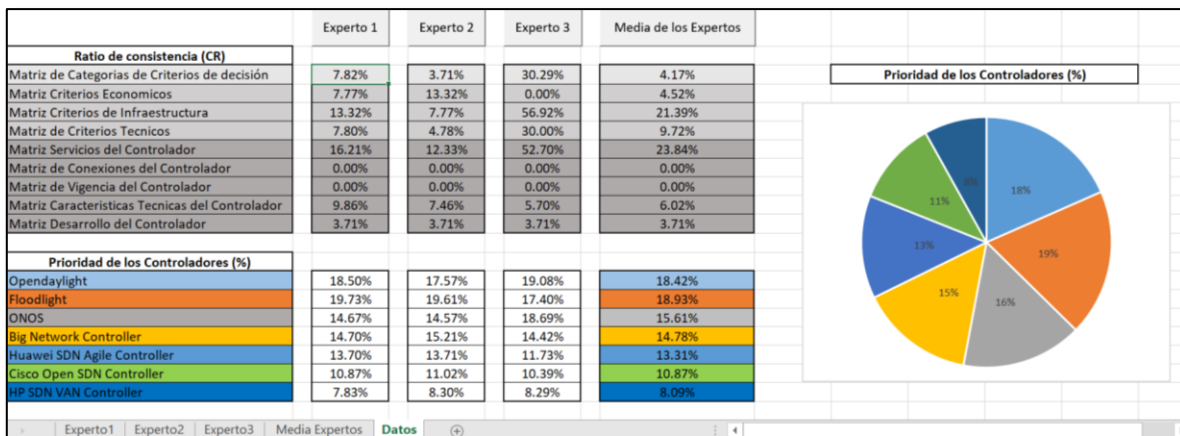 Experto 1 Experto 2 Experto 3 Media de los Expertos
Ratio de consistencia (CR)
Matriz de Categorias de Criterios de decisión 7.82% 3.71% 30.29% 4.17%
Prioridad de los Controladores (%)
Matriz Criterios Economicos 7.77% 13.32% 0.00% 4.52%
Matriz Criterios de Infraestructura 13.32% 7.77% 56.92% 21.39%
Matriz de Criterios Tecnicos 7.80% 4.78% 30.00% 9.72%
Matriz Servicios del Controlador 16.21% 12.33% 52.70% 23.84%
Matriz de Conexiones del Controlador 0.00% 0.00% 0.00% 0.00%
Matriz de Vigencia del Controlador 0.00% 0.00% 0.00% 0.00%
Matriz Caracteristicas Tecnicas del Controlador 9.86% 7.46% 5.70% 6.02%
Matriz Desarrollo del Controlador 3.71% 3.71% 3.71% 3.71%
Prioridad de los Controladores (%)
Opendaylight 18.50% 17.57% 19.08% 18.42%
Floodlight 19.73% 19.61% 17.40% 18.93%
ONOS 14.67% 14.57% 18.69% 15.61%
Big Network Controller 14.70% 15.21% 14.42% 14.78%
Huawei SDN Agile Controller 13.70% 13.71% 11.73% 13.31%
Cisco Open SDN Controller 10.87% 11.02% 10.39% 10.87%
HP SDN VAN Controller 7.83% 8.30% 8.29% 8.09%
8%
18%
11%
13%
19%
15%
16%
Experto1 Experto2 Experto3 Media Expertos Datos